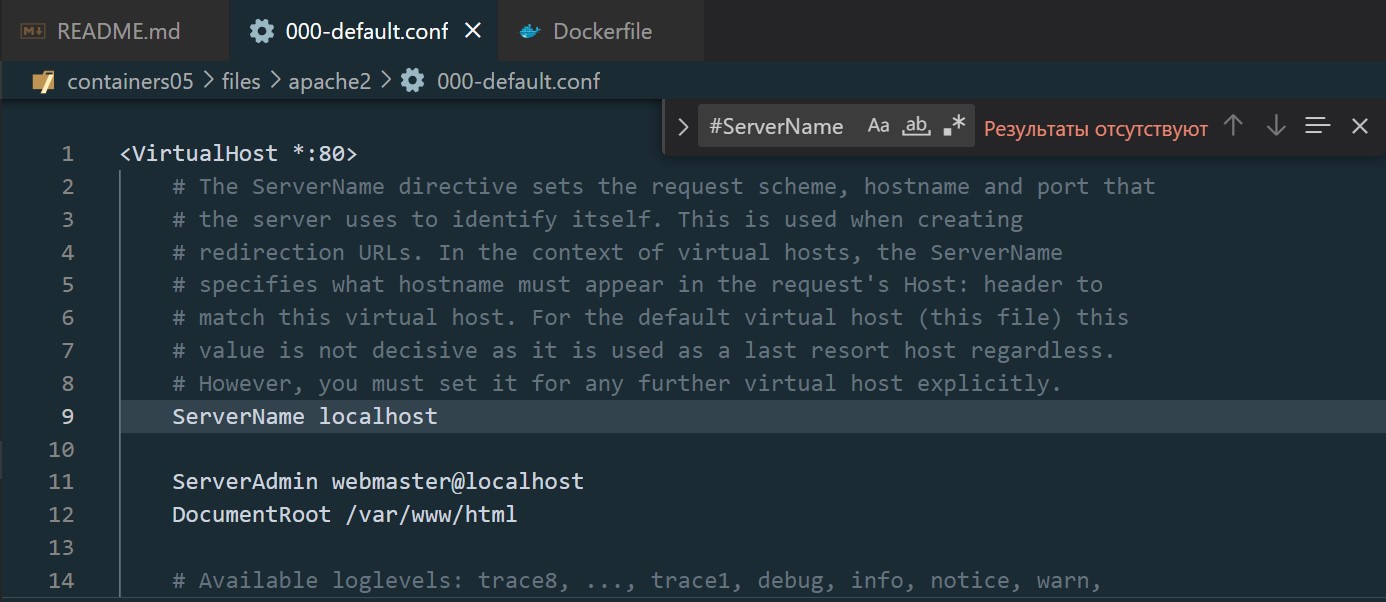 README.md 000-default.conf Dockerfile
containers05 > files > apache2 > 000-default.conf
#ServerName Aa ab .* Результаты отсутствуют
1 <VirtualHost *:80>
2 # The ServerName directive sets the request scheme, hostname and port that
3 # the server uses to identify itself. This is used when creating
4 # redirection URLs. In the context of virtual hosts, the ServerName
5 # specifies what hostname must appear in the request's Host: header to
6 # match this virtual host. For the default virtual host (this file) this
7 # value is not decisive as it is used as a last resort host regardless.
8 # However, you must set it for any further virtual host explicitly.
9 ServerName localhost
10
11 ServerAdmin webmaster@localhost
12 DocumentRoot /var/www/html
13
14 # Available loglevels: trace8, ..., trace1, debug, info, notice, warn,